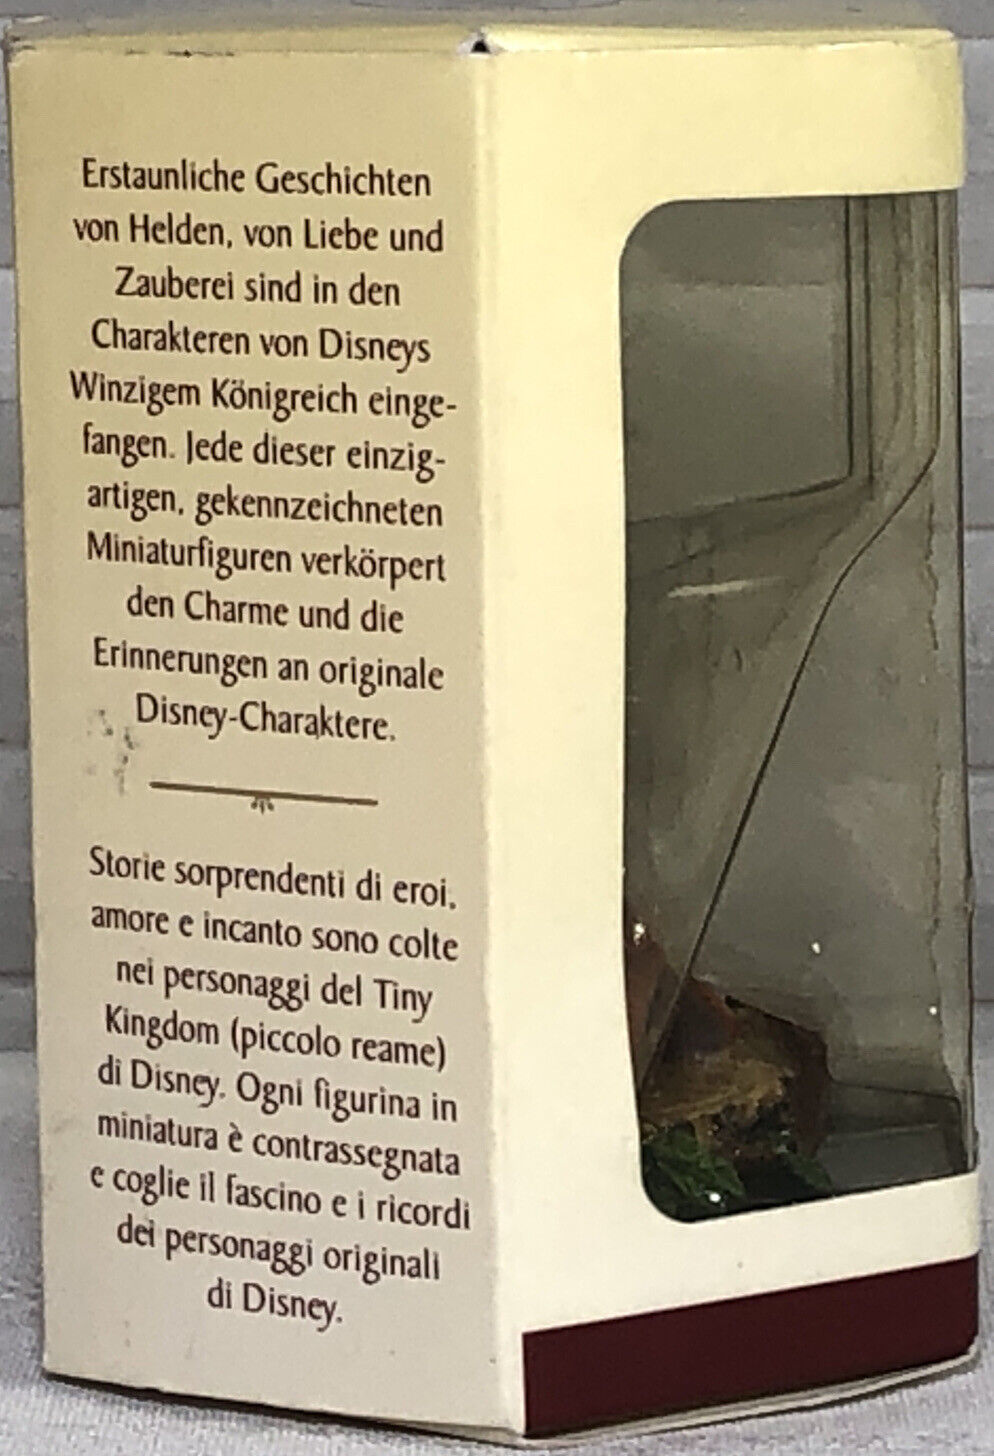 Erstaunliche Geschichten
von Helden, von Liebe und
Zauberei sind in den
Charakteren von Disneys
Winzigem Königreich einge-
fangen. Jede dieser einzig-
artigen, gekennzeichneten
Miniaturfiguren verkörpert
den Charme und die
Erinnerungen an originale
Disney-Charaktere.
Storie sorprendenti di eroi,
amore e incanto sono colte
nei personaggi del Tiny
Kingdom (piccolo reame)
di Disney. Ogni figurina in
miniatura è contrassegnata
e coglie il fascino e i ricordi
dei personaggi originali
di Disney.